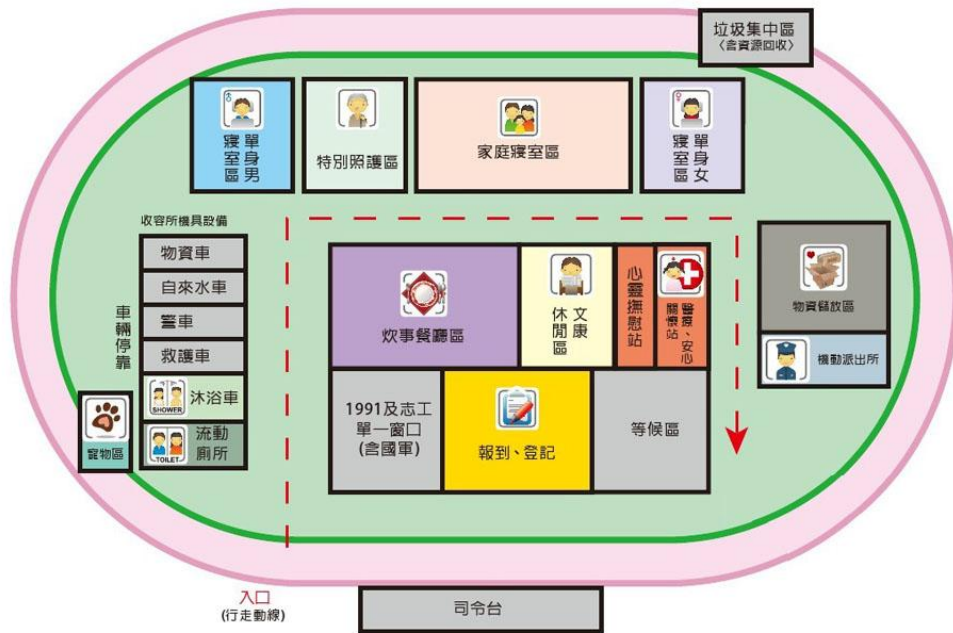 垃圾集中區
〈含資源回收〉
單身男
寢室區
特別照護區
家庭寢室區
單身女
寢室區
收容所機具設備
物資車
自來水車
警車
救護車
SHOWER
沐浴車
TOILET
流動
廁所
車輛停靠
寵物區
炊事餐廳區
文康
休閒區
心靈撫慰站
醫療、安心
關懷站
1991及志工
單一窗口
(含國軍)
報到、登記
等候區
物資儲放區
機動派出所
入口
(行走動線)
司令台